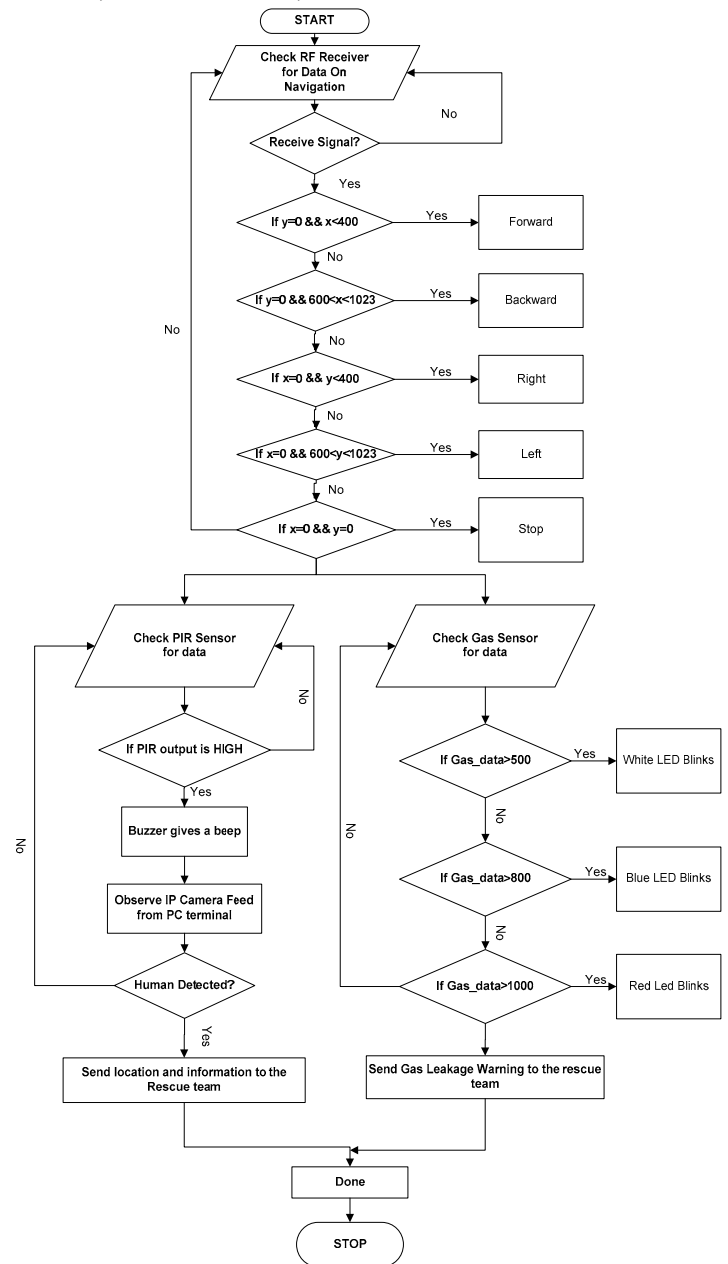 START
Check RF Receiver
for Data On
Navigation
No
Receive Signal?
Yes
If y=0 && x<400
Yes
Forward
No
If y=0 && 600<x<1023
Yes
Backward
No
No
If x=0 && y<400
Yes
Right
No
If x=0 && 600<y<1023
Yes
Left
No
If x=0 && y=0
Yes
Stop
Check PIR Sensor
for data
No
If PIR output is HIGH
Yes
Buzzer gives a beep
No
Observe IP Camera Feed
from PC terminal
Human Detected?
Yes
Send location and information to the
Rescue team
Check Gas Sensor
for data
If Gas_data>500
Yes
White LED Blinks
No
No
If Gas_data>800
Yes
Blue LED Blinks
No
If Gas_data>1000
Yes
Red Led Blinks
Send Gas Leakage Warning to the rescue
team
Done
STOP